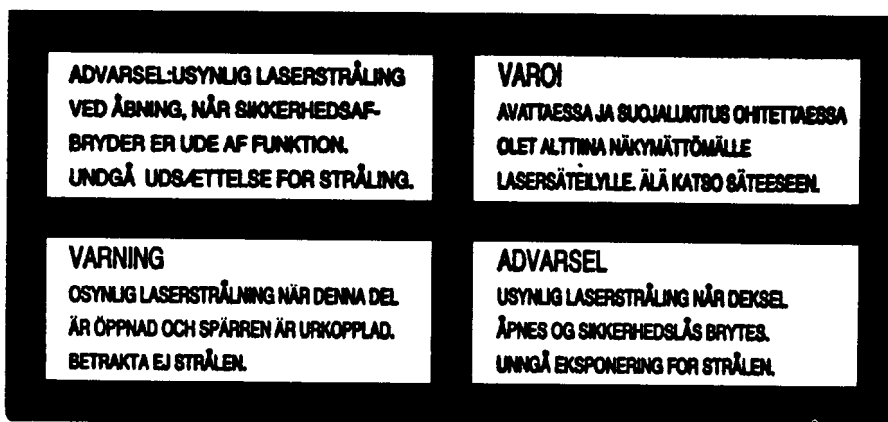 ADVARSEL:USYNLIG LASERSTRÅLING
VED ÅBNING, NÅR SIKKERHEDSAF-
BRYDER ER UDE AF FUNKTION.
UNDGÅ UDSÆTTELSE FOR STRÅLING.
VAROI
AVATTAESSA JA SUOJALUKITUS OHITETTAESSA
OLET ALTTIINA NÄKYMÄTTÖMÄLLE
LASERSÄTEILYLLE. ÄLÄ KATSO SÄTEESEEN.
VARNING
OSYNLIG LASERSTRÅLNING NÄR DENNA DEL
ÄR ÖPPNAD OCH SPÄRREN ÄR URKOPPLAD.
BETRAKTA EJ STRÅLEN.
ADVARSEL
USYNLIG LASERSTRÅLING NÅR DEKSEL
ÅPNES OG SIKKERHEDSLÅS BRYTES.
UNNGÅ EKSPONERING FOR STRÅLEN.